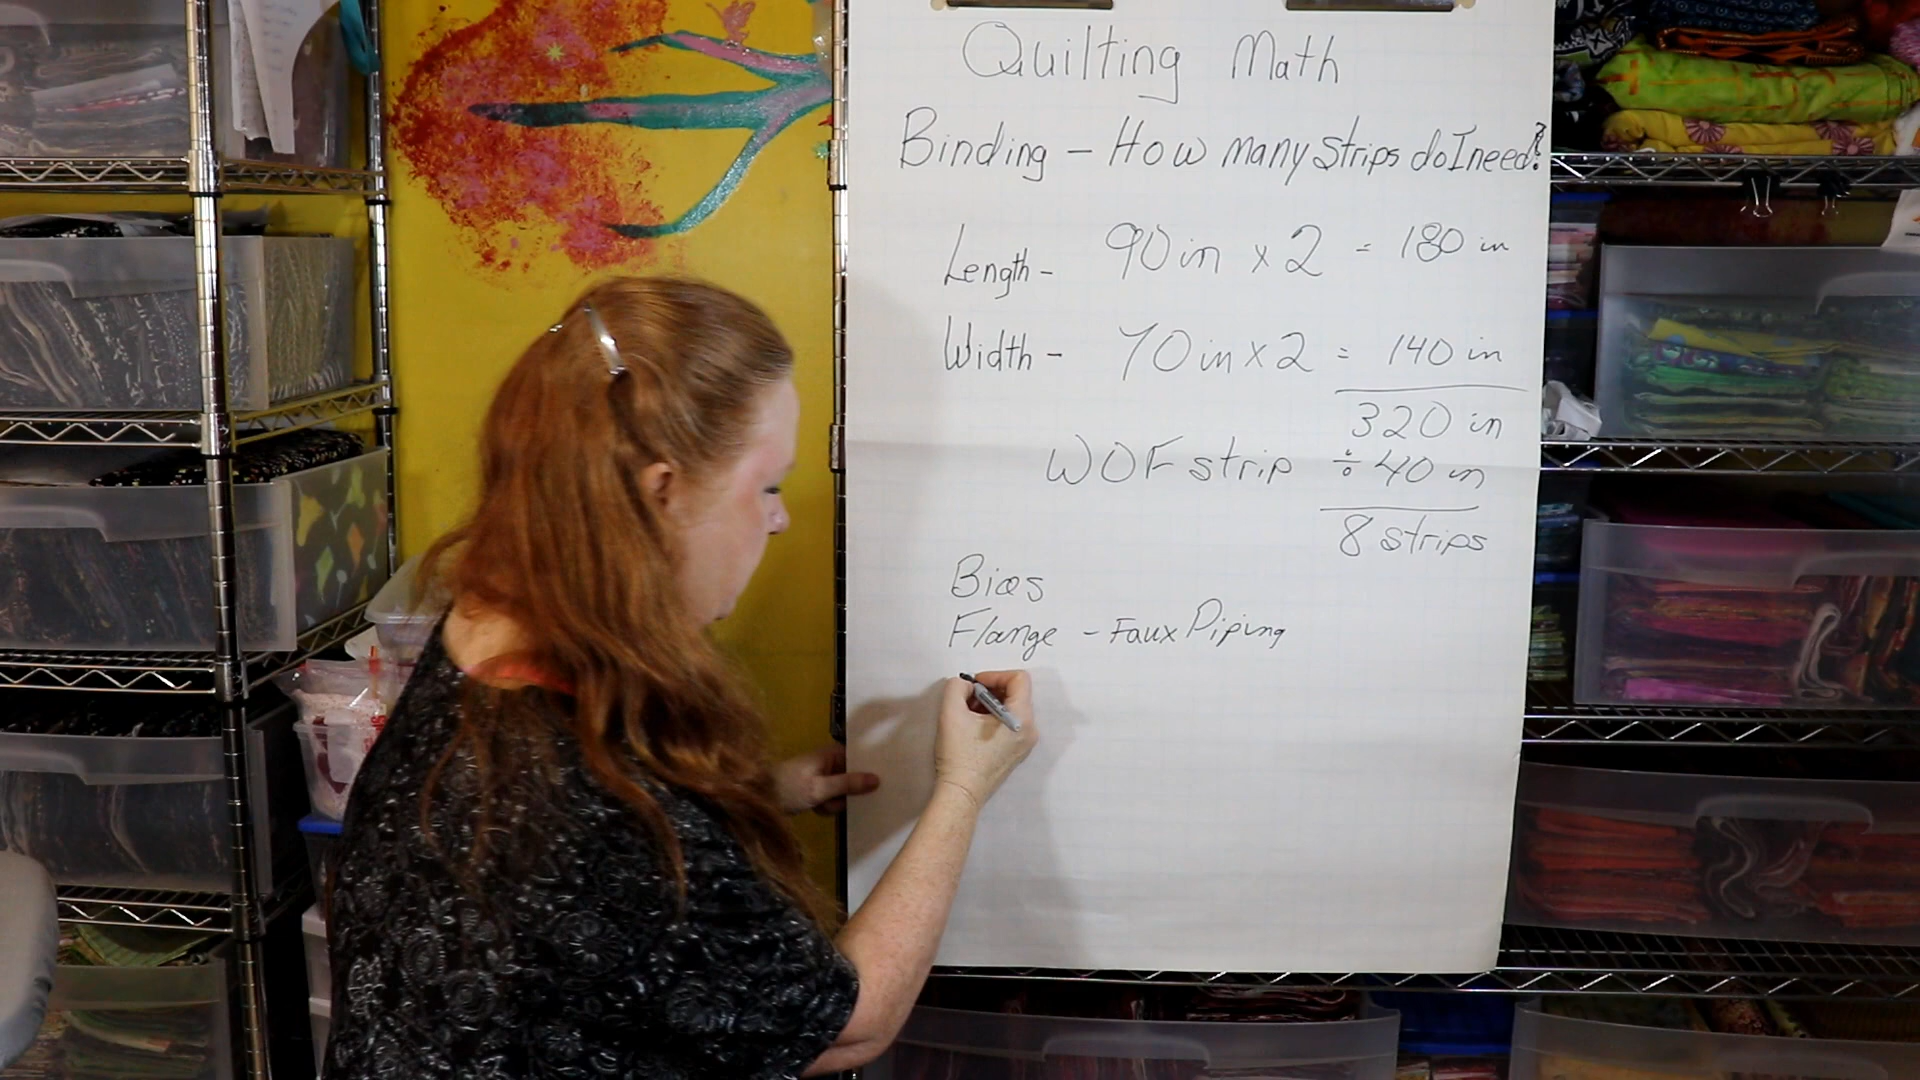 Quilting Math
Binding - How many strips do I need?
Length - 90 in x 2 = 180 in
Width - 70 in x 2 = 140 in
320 in
WOF strip ÷ 40 in
8 strips
Bias
Flange - Faux Piping